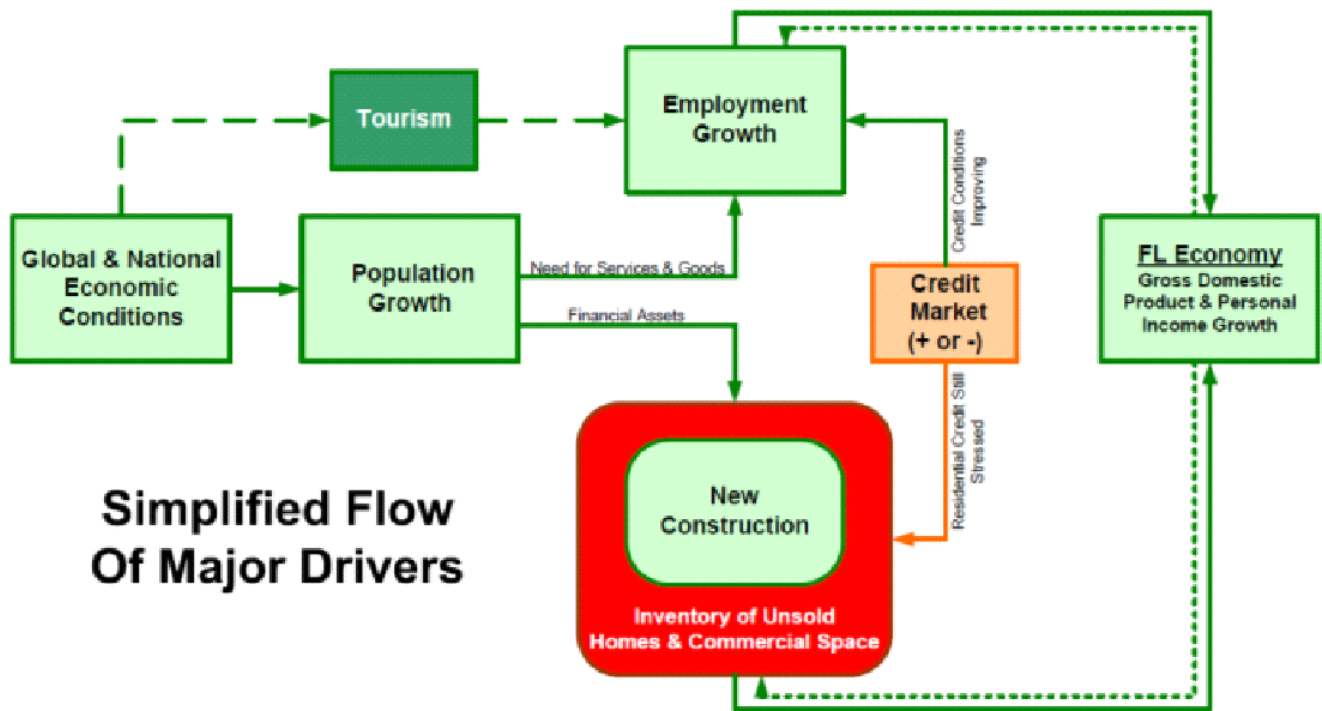 Tourism
Employment
Growth
Global & National
Economic
Conditions
Population
Growth
Need for Services & Goods
Financial Assets
Credit Conditions
Improving
Credit
Market
(+ or -)
FL Economy
Gross Domestic
Product & Personal
Income Growth
Residential Credit Still
Stressed
New
Construction
Inventory of Unsold
Homes & Commercial Space
Simplified Flow
Of Major Drivers